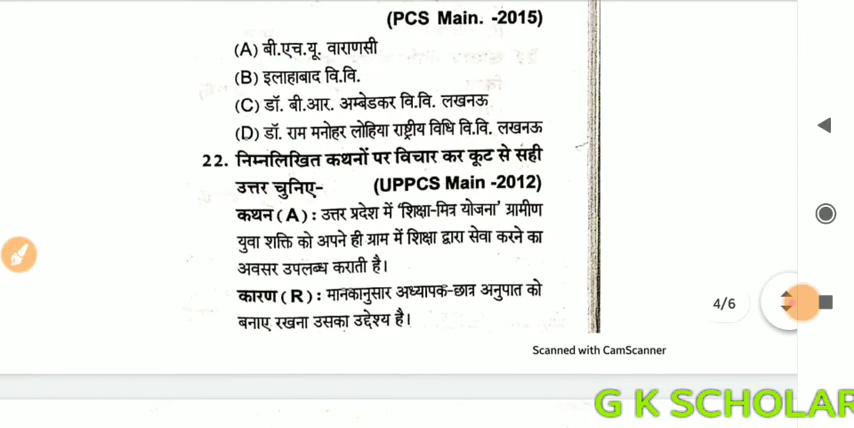 (PCS Main. -2015)
(A) बी.एच.यू. वाराणसी
(B) इलाहाबाद वि.वि.
(C) डॉ. बी.आर. अम्बेडकर वि.वि. लखनऊ
(D) डॉ. राम मनोहर लोहिया राष्ट्रीय विधि वि.वि. लखनऊ
22. निम्नलिखित कथनों पर विचार कर कूट से सही
उत्तर चुनिए- (UPPCS Main -2012)
कथन (A) : उत्तर प्रदेश में ‘शिक्षा-मित्र योजना’ ग्रामीण
युवा शक्ति को अपने ही ग्राम में शिक्षा द्वारा सेवा करने का
अवसर उपलब्ध कराती है।
कारण (R) : मानकानुसार अध्यापक-छात्र अनुपात को
बनाए रखना उसका उद्देश्य है।
4/6
Scanned with CamScanner
G K SCHOLAR